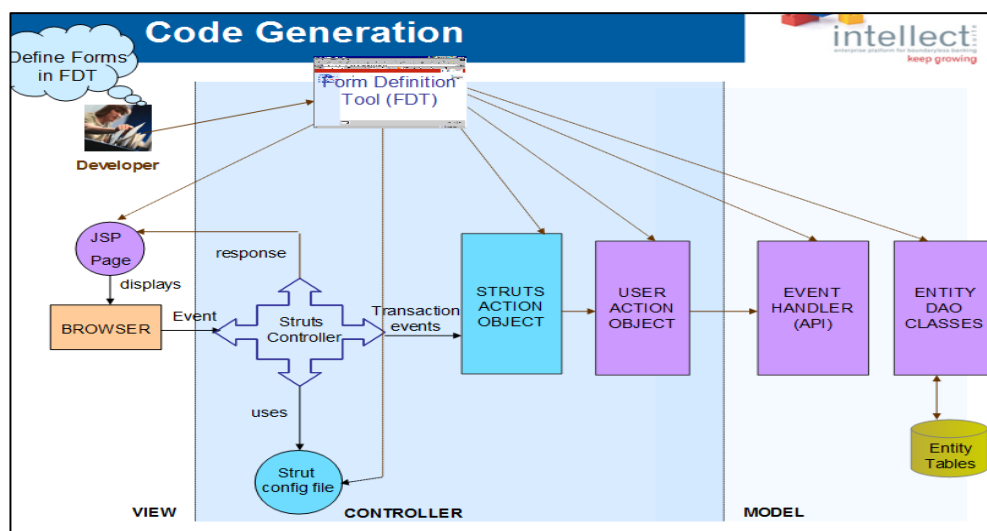 Code Generation
Define Forms
in FDT
intellect
suite
enterprise platform for boundaryless banking
keep growing
Form Definition
Tool (FDT)
Developer
JSP
Page
response
displays
BROWSER
Event
Struts
Controller
Transaction
events
STRUTS
ACTION
OBJECT
USER
ACTION
OBJECT
EVENT
HANDLER
(API)
ENTITY
DAO
CLASSES
uses
Strut
config file
Entity
Tables
VIEW
CONTROLLER
MODEL